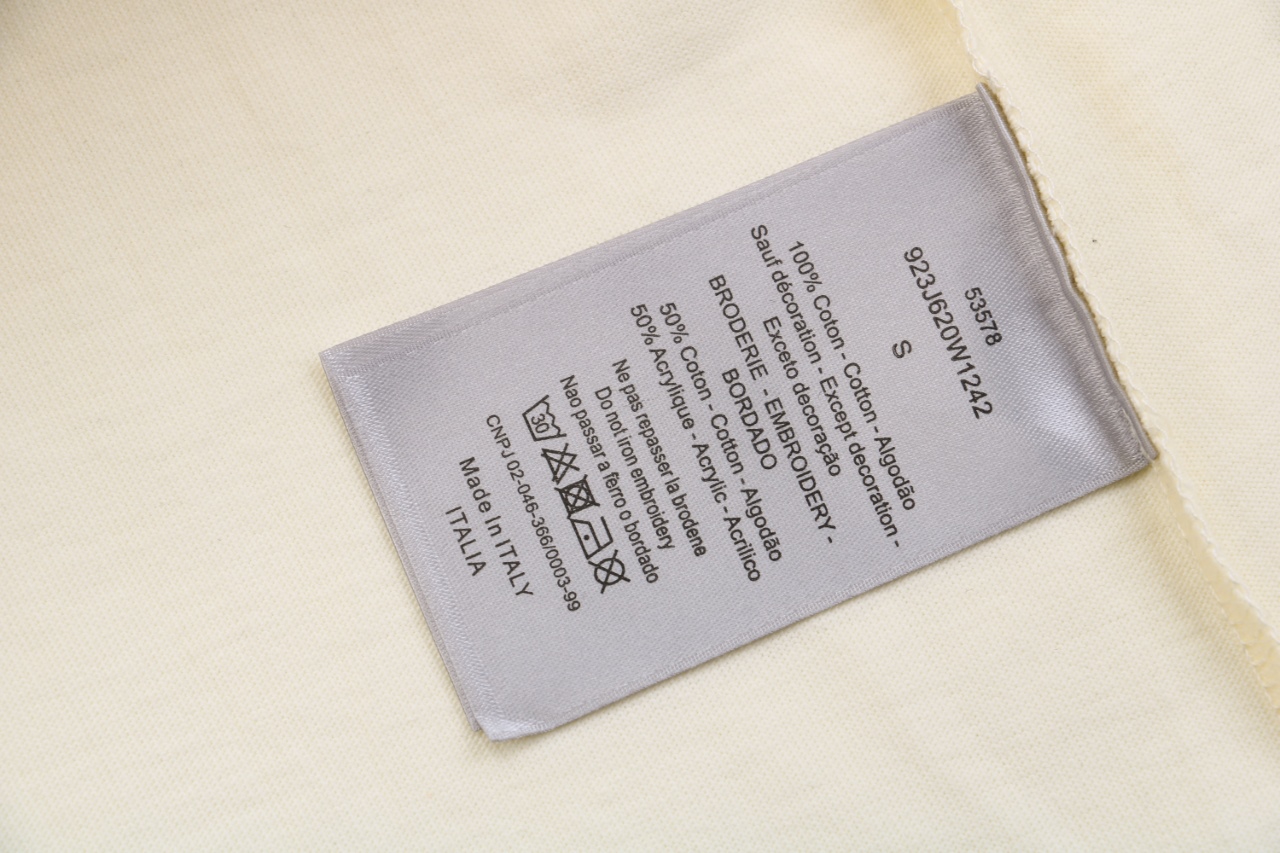 53578
923J620W1242
S
100% Coton - Cotton - Algodão
Sauf décoration - Except decoration -
Exceto decoração
BRODERIE - EMBROIDERY -
BORDADO
50% Coton - Cotton - Algodão
50% Acrylique - Acrylic - Acrilico
Ne pas repasser la brodene
Do not iron embroidery
Nao passar a ferro o bordado
30
CNPJ 02-046-366/0003-99
Made In ITALY
ITALIA